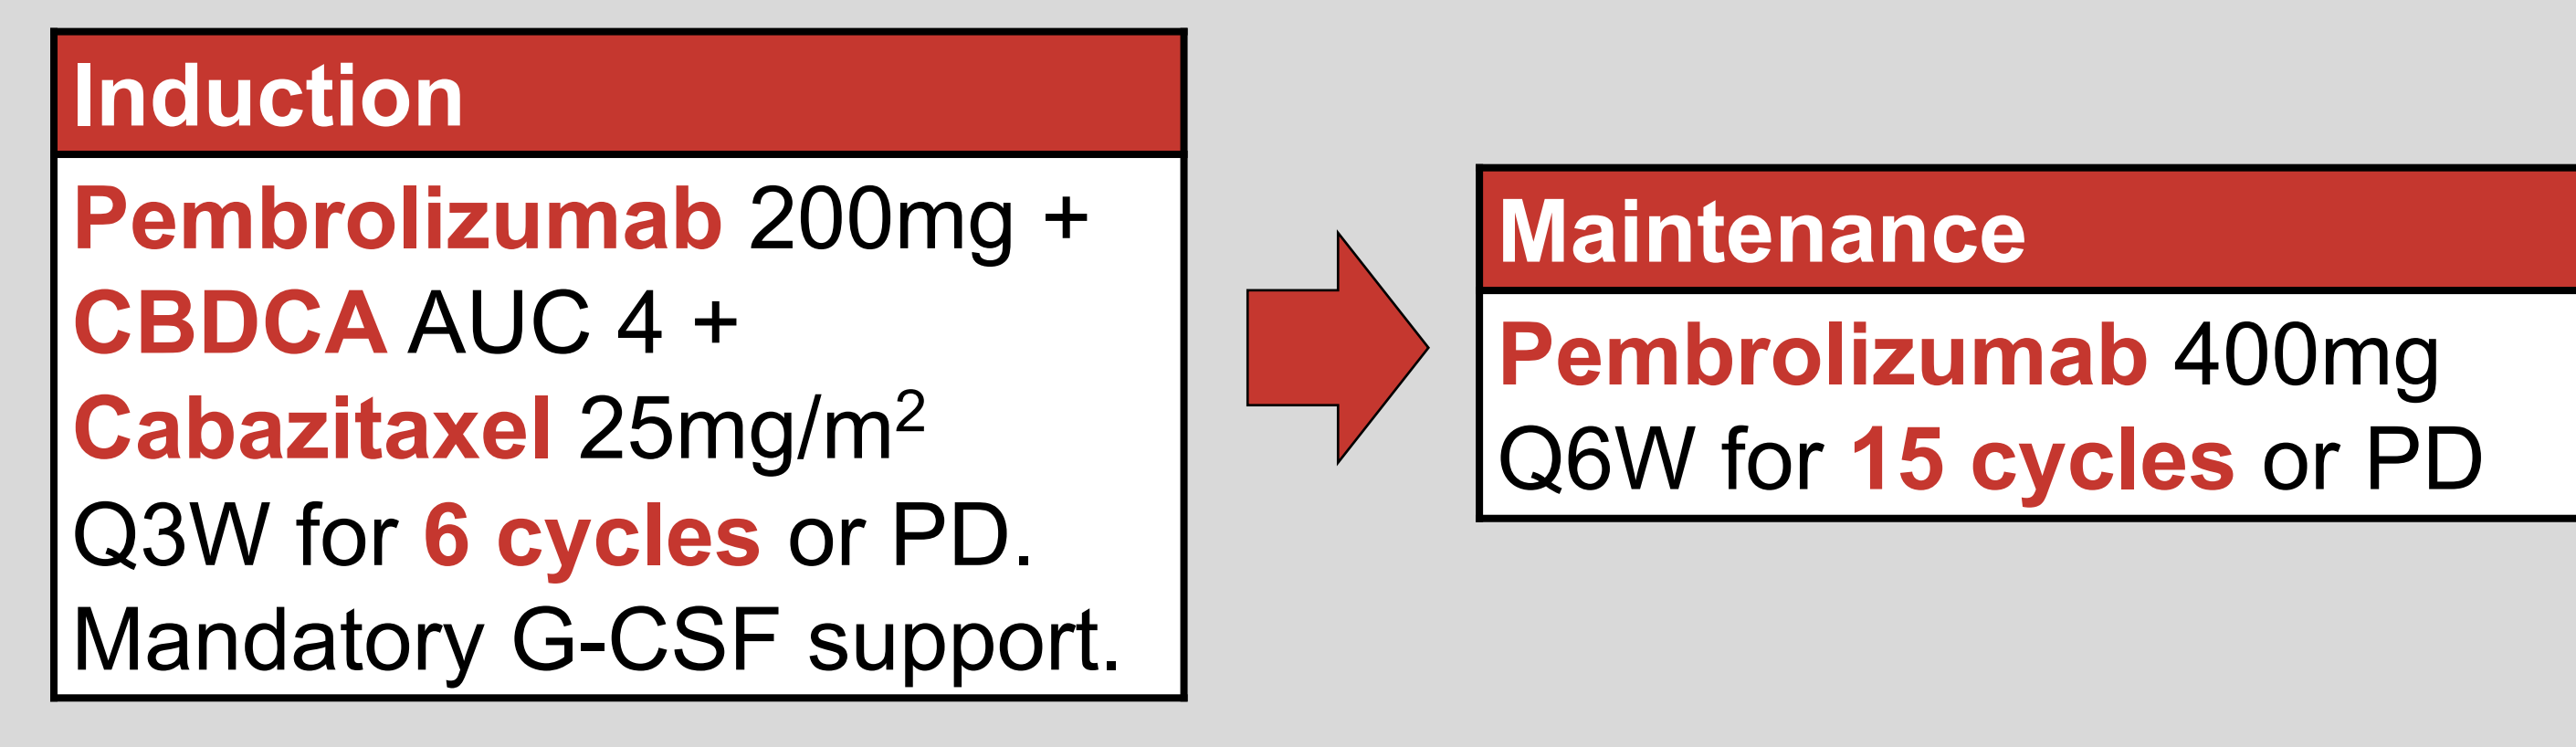 Induction
Pembrolizumab 200mg +
CBDCA AUC 4 +
Cabazitaxel 25mg/m²
Q3W for 6 cycles or PD.
Mandatory G-CSF support.
Maintenance
Pembrolizumab 400mg
Q6W for 15 cycles or PD